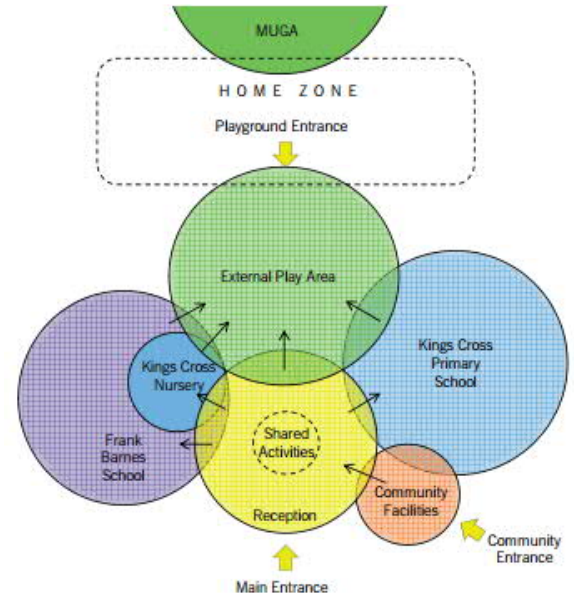 MUGA
HOME ZONE
Playground Entrance
External Play Area
Kings Cross
Nursery
Kings Cross
Primary
School
Frank
Barnes
School
Shared
Activities
Community
Facilities
Reception
Community
Entrance
Main Entrance